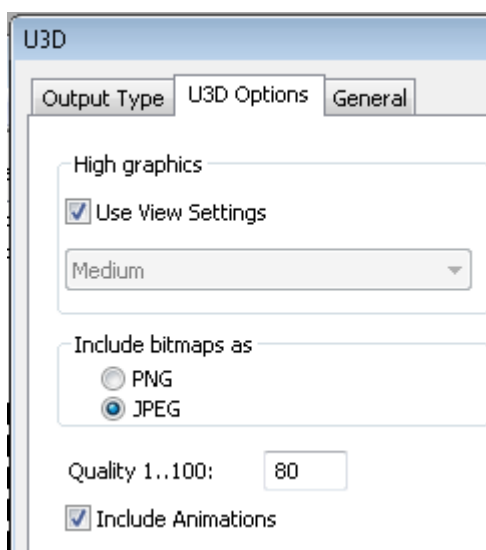 U3D
Output Type U3D Options General
High graphics
Use View Settings
Medium
Include bitmaps as
PNG
JPEG
Quality 1..100: 80
Include Animations